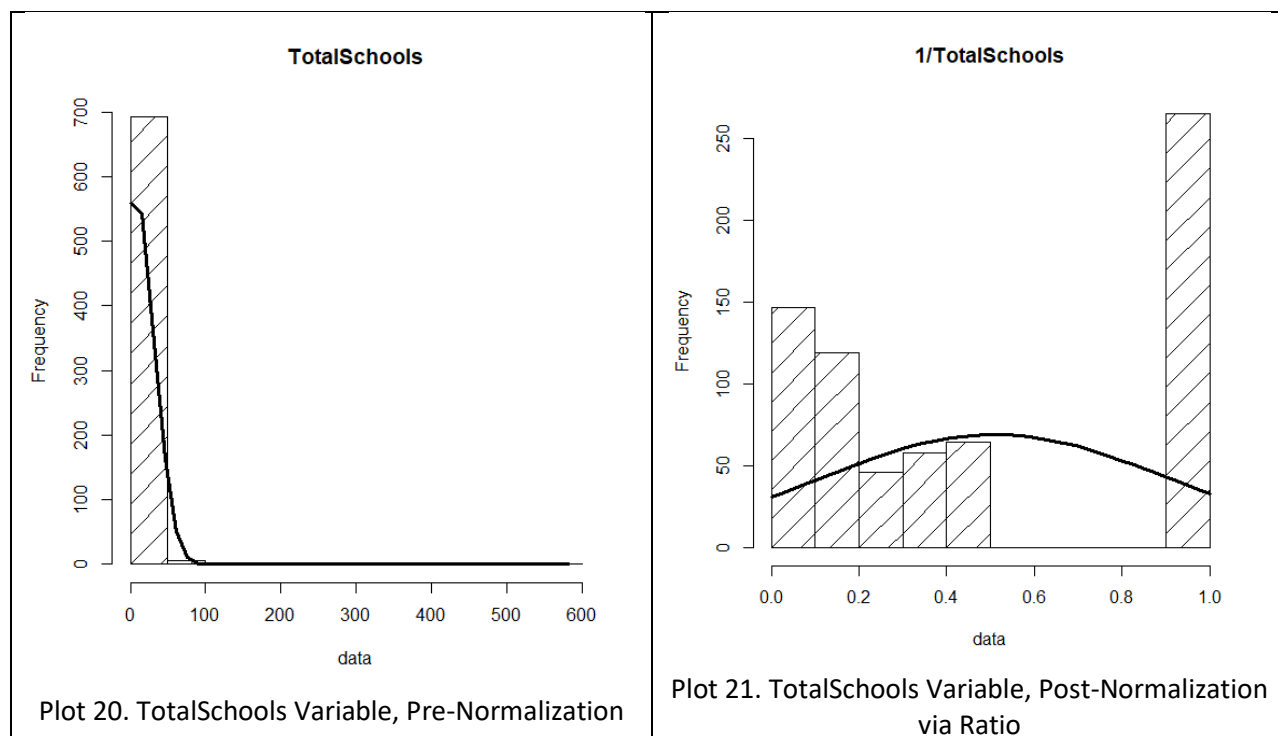 TotalSchools
700
600
500
400
300
200
100
0
Frequency
0 100 200 300 400 500 600
data
Plot 20. TotalSchools Variable, Pre-Normalization
1/TotalSchools
250
200
150
100
50
0
Frequency
0.0 0.2 0.4 0.6 0.8 1.0
data
Plot 21. TotalSchools Variable, Post-Normalization
via Ratio